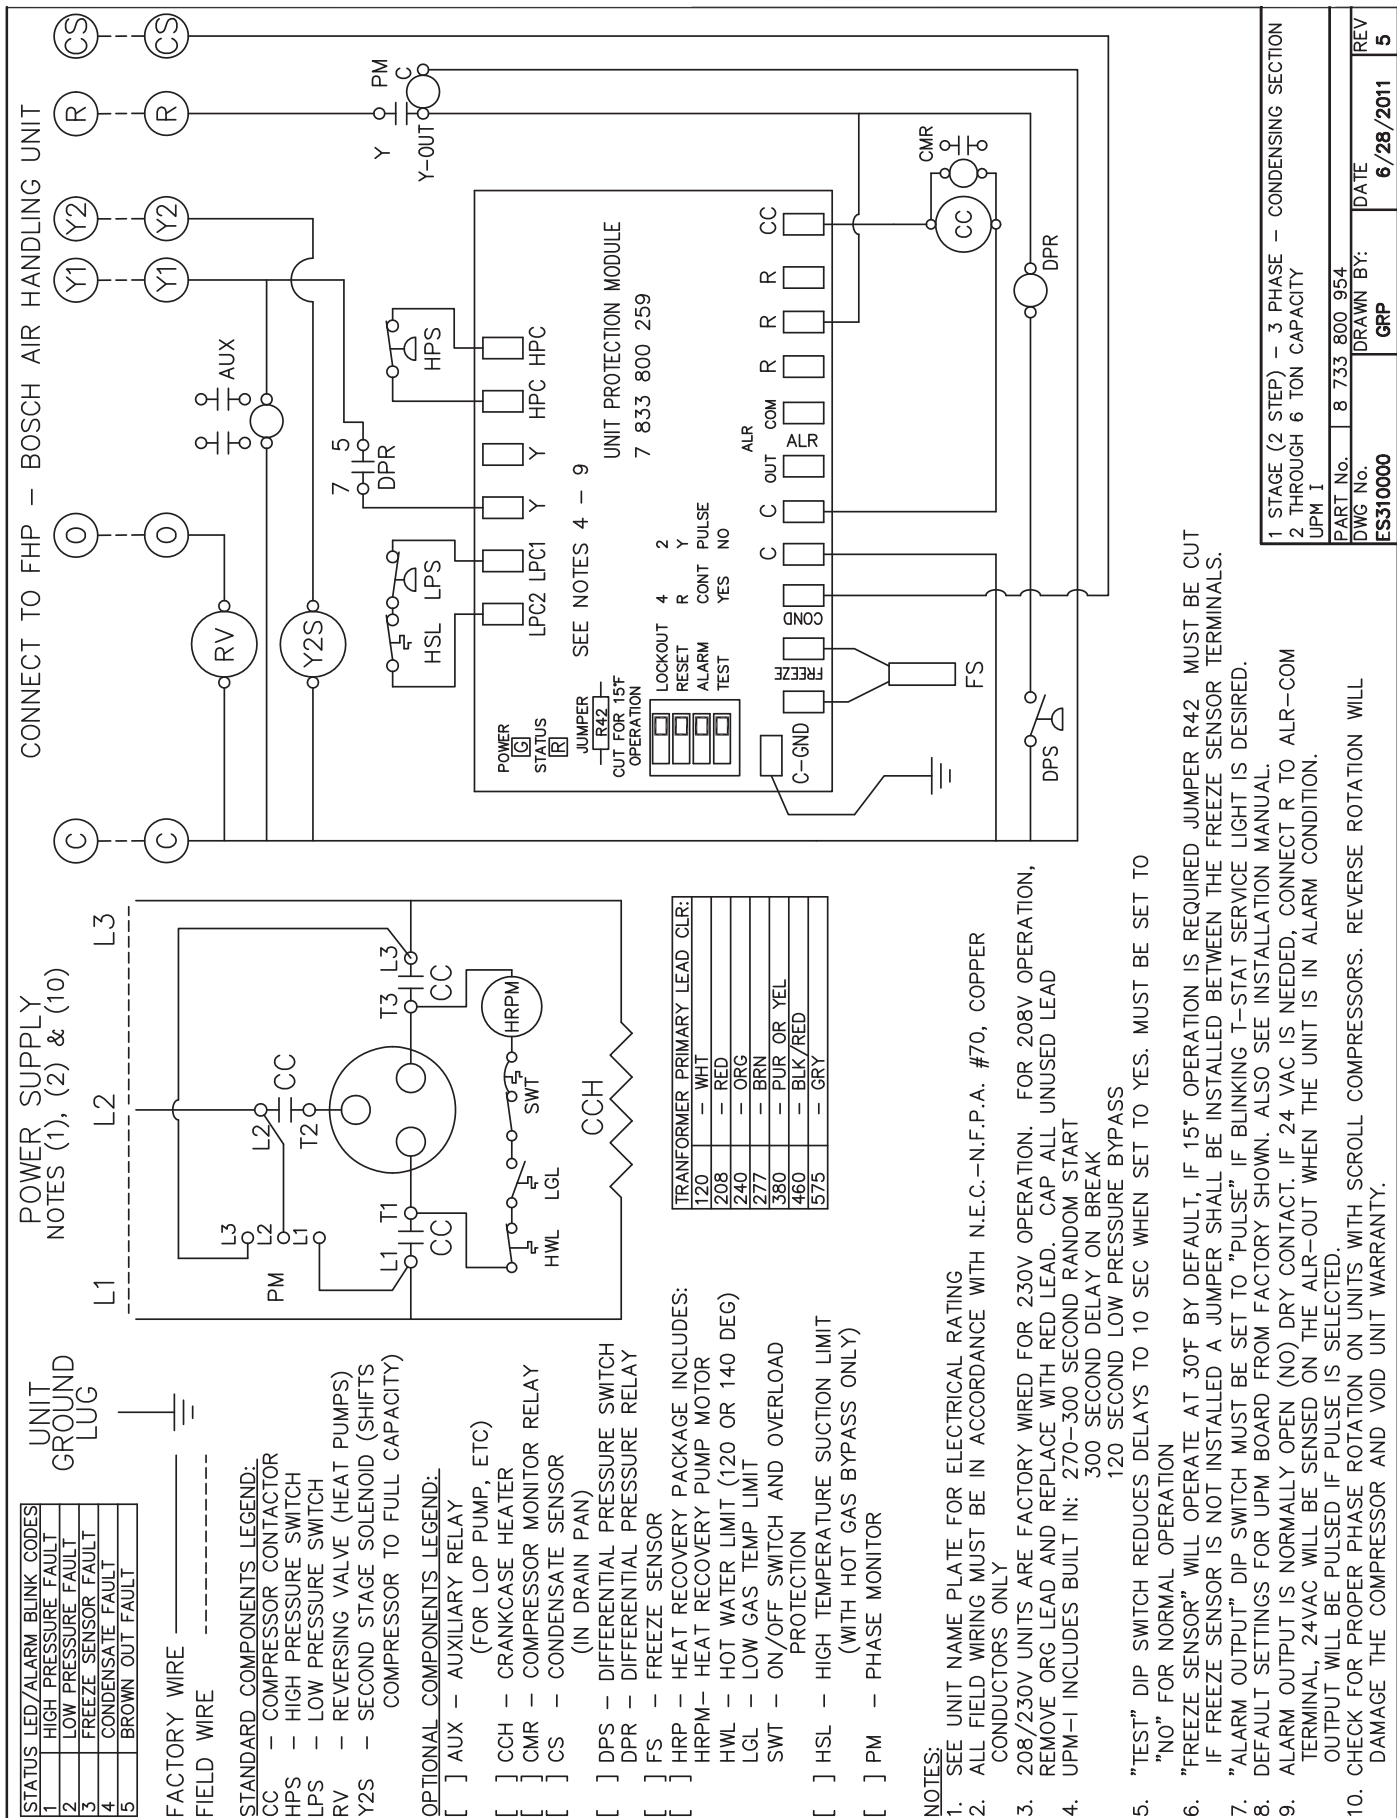 STATUS LED/ALARM BLINK CODES
1 HIGH PRESSURE FAULT
2 LOW PRESSURE FAULT
3 FREEZE SENSOR FAULT
4 CONDENSATE FAULT
5 BROWN OUT FAULT
UNIT
GROUND
LUG
FACTORY WIRE
FIELD WIRE
STANDARD COMPONENTS LEGEND:
CC – COMPRESSOR CONTACTOR
HPS – HIGH PRESSURE SWITCH
LPS – LOW PRESSURE SWITCH
RV – REVERSING VALVE (HEAT PUMPS)
Y2S – SECOND STAGE SOLENOID (SHIFTS
COMPRESSOR TO FULL CAPACITY)
OPTIONAL COMPONENTS LEGEND:
[ ] AUX – AUXILIARY RELAY
(FOR LOP PUMP, ETC)
[ ] CCH – CRANKCASE HEATER
[ ] CMR – COMPRESSOR MONITOR RELAY
[ ] CS – CONDENSATE SENSOR
(IN DRAIN PAN)
[ ] DPS – DIFFERENTIAL PRESSURE SWITCH
DPR – DIFFERENTIAL PRESSURE RELAY
[ ] FS – FREEZE SENSOR
[ ] HRP – HEAT RECOVERY PACKAGE INCLUDES:
HRPM– HEAT RECOVERY PUMP MOTOR
HWL – HOT WATER LIMIT (120 OR 140 DEG)
LGL – LOW GAS TEMP LIMIT
SWT – ON/OFF SWITCH AND OVERLOAD
PROTECTION
[ ] HSL – HIGH TEMPERATURE SUCTION LIMIT
(WITH HOT GAS BYPASS ONLY)
[ ] PM – PHASE MONITOR
POWER SUPPLY
NOTES (1), (2) & (10)
L1 L2 L3
PM
L3
L2
L1
L2
CC
T2
L1
T1
CC
T3
L3
CC
HWL
LGL
SWT
HRPM
CCH
TRANFORMER PRIMARY LEAD CLR:
120 – WHT
208 – RED
240 – ORG
277 – BRN
380 – PUR OR YEL
460 – BLK/RED
575 – GRY
CONNECT TO FHP – BOSCH AIR HANDLING UNIT
C O Y1 Y2 R CS
C O Y1 Y2 R CS
RV
Y2S
AUX
7 5
DPR
HSL
LPS
HPS
Y
PM
C
Y-OUT
LPC2 LPC1 Y Y HPC HPC
POWER
G
STATUS
R
JUMPER
R42
CUT FOR 15°F
OPERATION
SEE NOTES 4 – 9
UNIT PROTECTION MODULE
7 833 800 259
LOCKOUT 4 2
RESET R Y
ALARM CONT PULSE
TEST YES NO
C-GND
FREEZE
COND
C
C
ALR
OUT COM
ALR
R
R
R
CC
FS
CMR
CC
DPS
DPR
NOTES:
1. SEE UNIT NAME PLATE FOR ELECTRICAL RATING
2. ALL FIELD WIRING MUST BE IN ACCORDANCE WITH N.E.C.–N.F.P.A. #70, COPPER
CONDUCTORS ONLY
3. 208/230V UNITS ARE FACTORY WIRED FOR 230V OPERATION. FOR 208V OPERATION,
REMOVE ORG LEAD AND REPLACE WITH RED LEAD. CAP ALL UNUSED LEAD
4. UPM–I INCLUDES BUILT IN: 270–300 SECOND RANDOM START
300 SECOND DELAY ON BREAK
120 SECOND LOW PRESSURE BYPASS
5. "TEST" DIP SWITCH REDUCES DELAYS TO 10 SEC WHEN SET TO YES. MUST BE SET TO
"NO" FOR NORMAL OPERATION
6. "FREEZE SENSOR" WILL OPERATE AT 30°F BY DEFAULT, IF 15°F OPERATION IS REQUIRED JUMPER R42 MUST BE CUT
IF FREEZE SENSOR IS NOT INSTALLED A JUMPER SHALL BE INSTALLED BETWEEN THE FREEZE SENSOR TERMINALS.
7. "ALARM OUTPUT" DIP SWITCH MUST BE SET TO "PULSE" IF BLINKING T–STAT SERVICE LIGHT IS DESIRED.
8. DEFAULT SETTINGS FOR UPM BOARD FROM FACTORY SHOWN. ALSO SEE INSTALLATION MANUAL.
9. ALARM OUTPUT IS NORMALLY OPEN (NO) DRY CONTACT. IF 24 VAC IS NEEDED, CONNECT R TO ALR–COM
TERMINAL, 24VAC WILL BE SENSED ON THE ALR–OUT WHEN THE UNIT IS IN ALARM CONDITION.
OUTPUT WILL BE PULSED IF PULSE IS SELECTED.
10. CHECK FOR PROPER PHASE ROTATION ON UNITS WITH SCROLL COMPRESSORS. REVERSE ROTATION WILL
DAMAGE THE COMPRESSOR AND VOID UNIT WARRANTY.
1 STAGE (2 STEP) – 3 PHASE – CONDENSING SECTION
2 THROUGH 6 TON CAPACITY
UPM I
PART No. 8 733 800 954
DWG No. ES310000
DRAWN BY: GRP
DATE 6/28/2011
REV 5